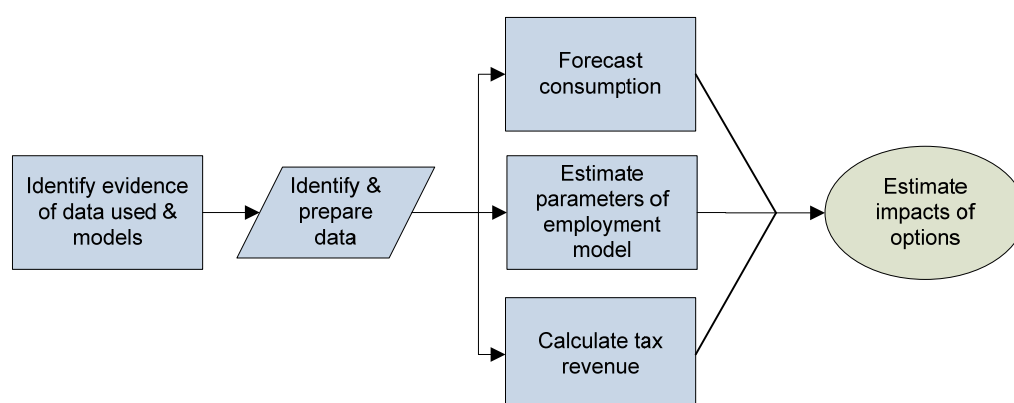 Identify evidence
of data used &
models
Identify &
prepare
data
Forecast
consumption
Estimate
parameters of
employment
model
Calculate tax
revenue
Estimate
impacts of
options